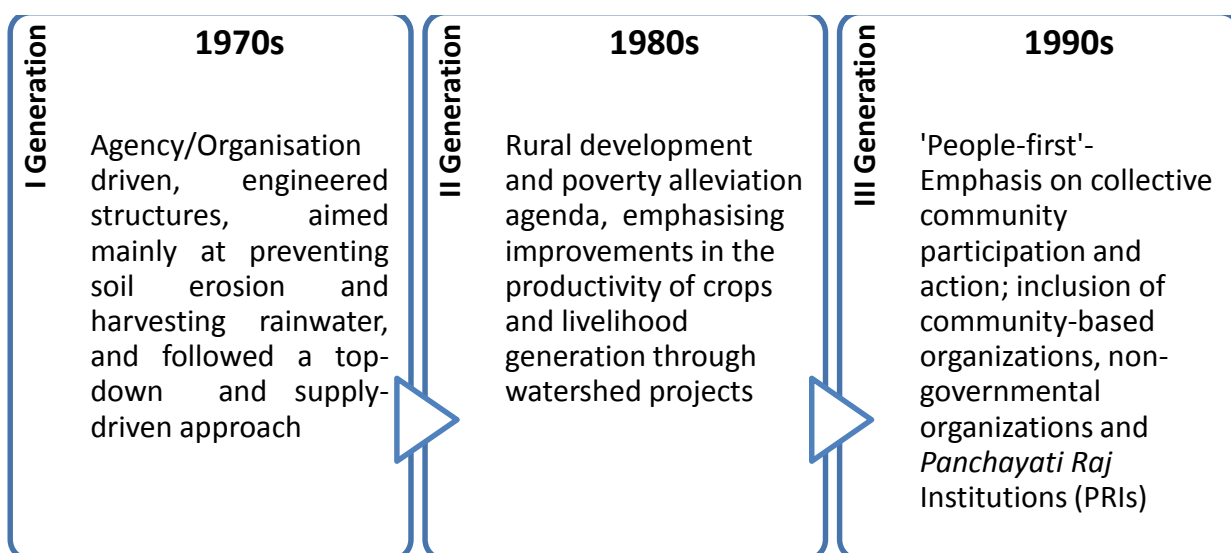 I Generation
1970s
Agency/Organisation
driven, engineered
structures, aimed
mainly at preventing
soil erosion and
harvesting rainwater,
and followed a top-
down and supply-
driven approach
II Generation
1980s
Rural development
and poverty alleviation
agenda, emphasising
improvements in the
productivity of crops
and livelihood
generation through
watershed projects
III Generation
1990s
'People-first'-
Emphasis on collective
community
participation and
action; inclusion of
community-based
organizations, non-
governmental
organizations and
Panchayati Raj
Institutions (PRIs)